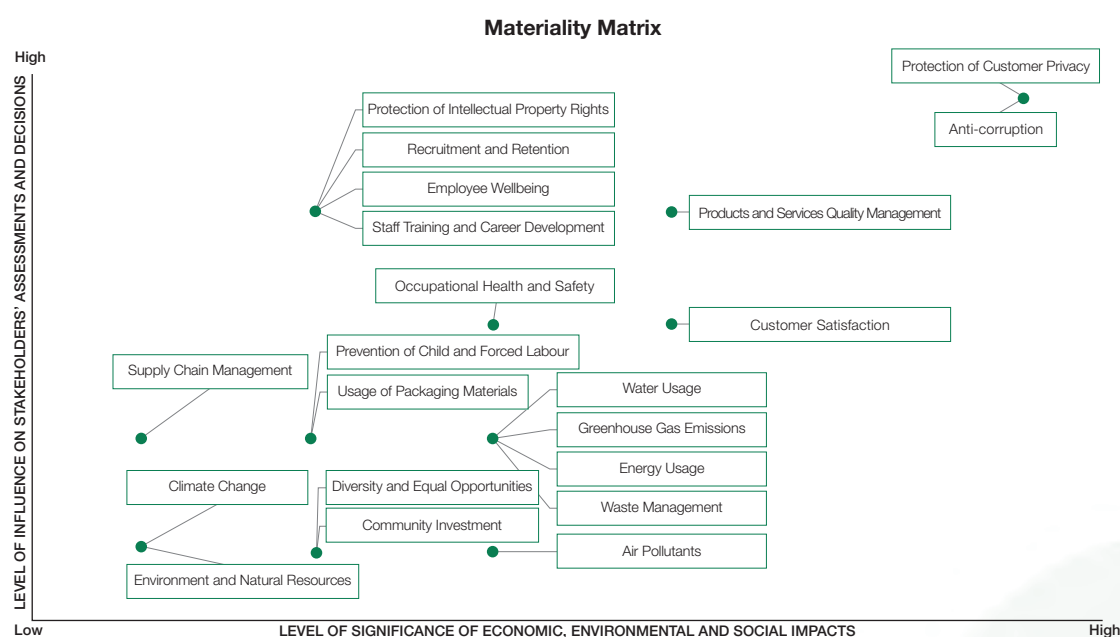 Materiality Matrix
High
LEVEL OF INFLUENCE ON STAKEHOLDERS' ASSESSMENTS AND DECISIONS
Protection of Customer Privacy
Anti-corruption
Protection of Intellectual Property Rights
Recruitment and Retention
Employee Wellbeing
Staff Training and Career Development
Products and Services Quality Management
Occupational Health and Safety
Customer Satisfaction
Prevention of Child and Forced Labour
Supply Chain Management
Usage of Packaging Materials
Water Usage
Greenhouse Gas Emissions
Energy Usage
Waste Management
Climate Change
Diversity and Equal Opportunities
Community Investment
Air Pollutants
Environment and Natural Resources
Low
LEVEL OF SIGNIFICANCE OF ECONOMIC, ENVIRONMENTAL AND SOCIAL IMPACTS
High